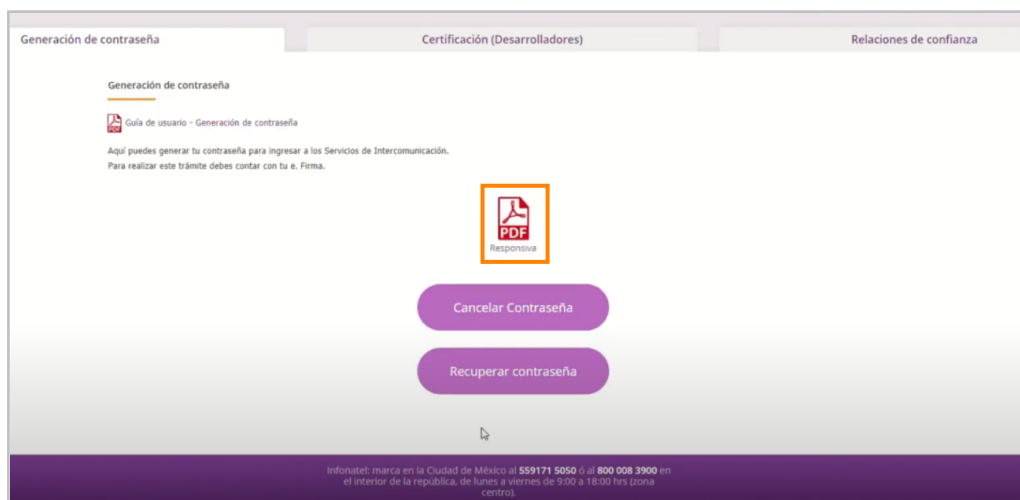 Generación de contraseña
Certificación (Desarrolladores)
Relaciones de confianza
Generación de contraseña
PDF
Guía de usuario - Generación de contraseña
Aquí puedes generar tu contraseña para ingresar a los Servicios de Intercomunicación.
Para realizar este trámite debes contar con tu e. Firma.
PDF
Responsiva
Cancelar Contraseña
Recuperar contraseña
Infonatel: marca en la Ciudad de México al 559171 5050 ó al 800 008 3900 en
el interior de la república, de lunes a viernes de 9:00 a 18:00 hrs (zona
centro).